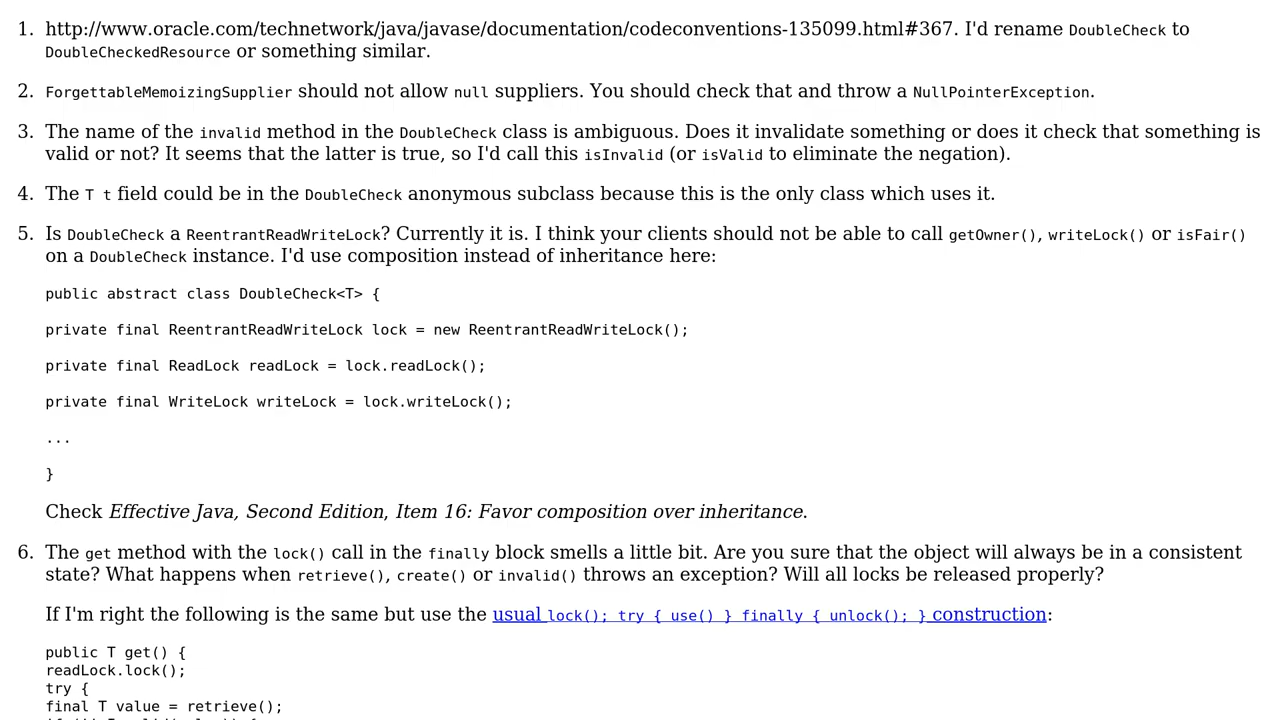 1. http://www.oracle.com/technetwork/java/javase/documentation/codeconventions-135099.html#367. I'd rename DoubleCheck to
DoubleCheckedResource or something similar.
2. ForgettableMemoizingSupplier should not allow null suppliers. You should check that and throw a NullPointerException.
3. The name of the invalid method in the DoubleCheck class is ambiguous. Does it invalidate something or does it check that something is
valid or not? It seems that the latter is true, so I'd call this isInvalid (or isValid to eliminate the negation).
4. The T t field could be in the DoubleCheck anonymous subclass because this is the only class which uses it.
5. Is DoubleCheck a ReentrantReadWriteLock? Currently it is. I think your clients should not be able to call getOwner(), writeLock() or isFair()
on a DoubleCheck instance. I'd use composition instead of inheritance here:
public abstract class DoubleCheck<T> {
private final ReentrantReadWriteLock lock = new ReentrantReadWriteLock();
private final ReadLock readLock = lock.readLock();
private final WriteLock writeLock = lock.writeLock();
...
}
Check Effective Java, Second Edition, Item 16: Favor composition over inheritance.
6. The get method with the lock() call in the finally block smells a little bit. Are you sure that the object will always be in a consistent
state? What happens when retrieve(), create() or invalid() throws an exception? Will all locks be released properly?
If I'm right the following is the same but use the usual lock(); try { use() } finally { unlock(); } construction:
public T get() {
readLock.lock();
try {
final T value = retrieve();